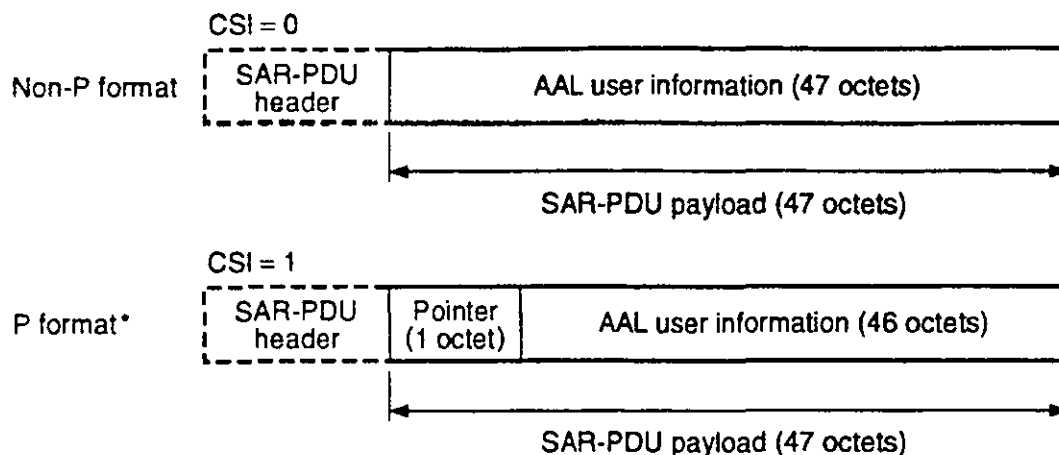 CSI = 0
Non-P format
SAR-PDU
header
AAL user information (47 octets)
SAR-PDU payload (47 octets)
CSI = 1
P format*
SAR-PDU
header
Pointer
(1 octet)
AAL user information (46 octets)
SAR-PDU payload (47 octets)